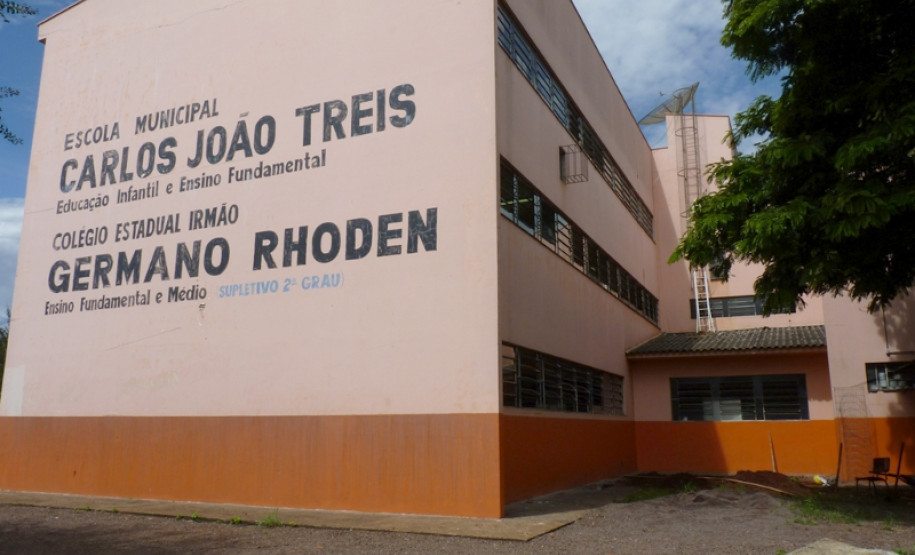 ESCOLA MUNICIPAL
CARLOS JOÃO TREIS
Educação Infantil e Ensino Fundamental
COLÉGIO ESTADUAL IRMÃO
GERMANO RHODEN
Ensino Fundamental e Médio (SUPLETIVO 2º GRAU)